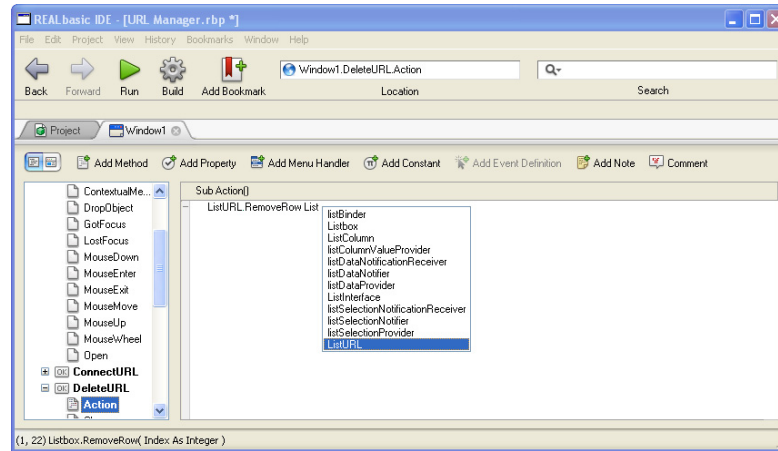 REALbasic IDE - [URL Manager.rbp *]
File Edit Project View History Bookmarks Window Help
Window1.DeleteURL.Action
Back Forward Run Build Add Bookmark Location Search
Project Window1
Add Method Add Property Add Menu Handler Add Constant Add Event Definition Add Note Comment
ContextualMe...
DropObject
GotFocus
LostFocus
MouseDown
MouseEnter
MouseExit
MouseMove
MouseUp
MouseWheel
Open
OK ConnectURL
OK DeleteURL
Action
Sub Action()
ListURL.RemoveRow List
listBinder
Listbox
ListColumn
listColumnValueProvider
listDataNotificationReceiver
listDataNotifier
listDataProvider
ListInterface
listSelectionNotificationReceiver
listSelectionNotifier
listSelectionProvider
ListURL
(1, 22) Listbox.RemoveRow( Index As Integer )